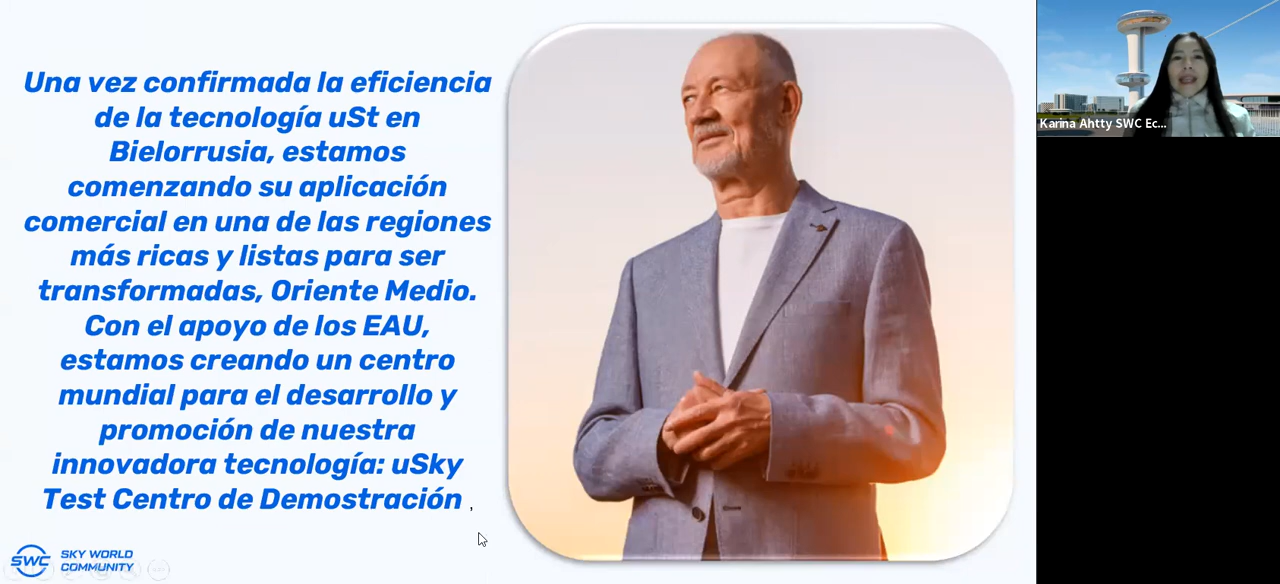 Una vez confirmada la eficiencia
de la tecnología uSt en
Bielorrusia, estamos
comenzando su aplicación
comercial en una de las regiones
más ricas y listas para ser
transformadas, Oriente Medio.
Con el apoyo de los EAU,
estamos creando un centro
mundial para el desarrollo y
promoción de nuestra
innovadora tecnología: uSky
Test Centro de Demostración ,
SWC SKY WORLD
COMMUNITY
Karina Ahtty SWC Ec...